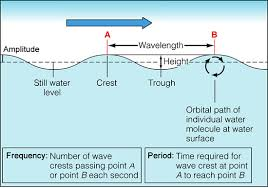 A
B
Amplitude
Wavelength
Height
Still water
level
Crest
Trough
Orbital path of
individual water
molecule at water
surface
Frequency: Number of wave
crests passing point A
or point B each second
Period: Time required for
wave crest at point
A to reach point B